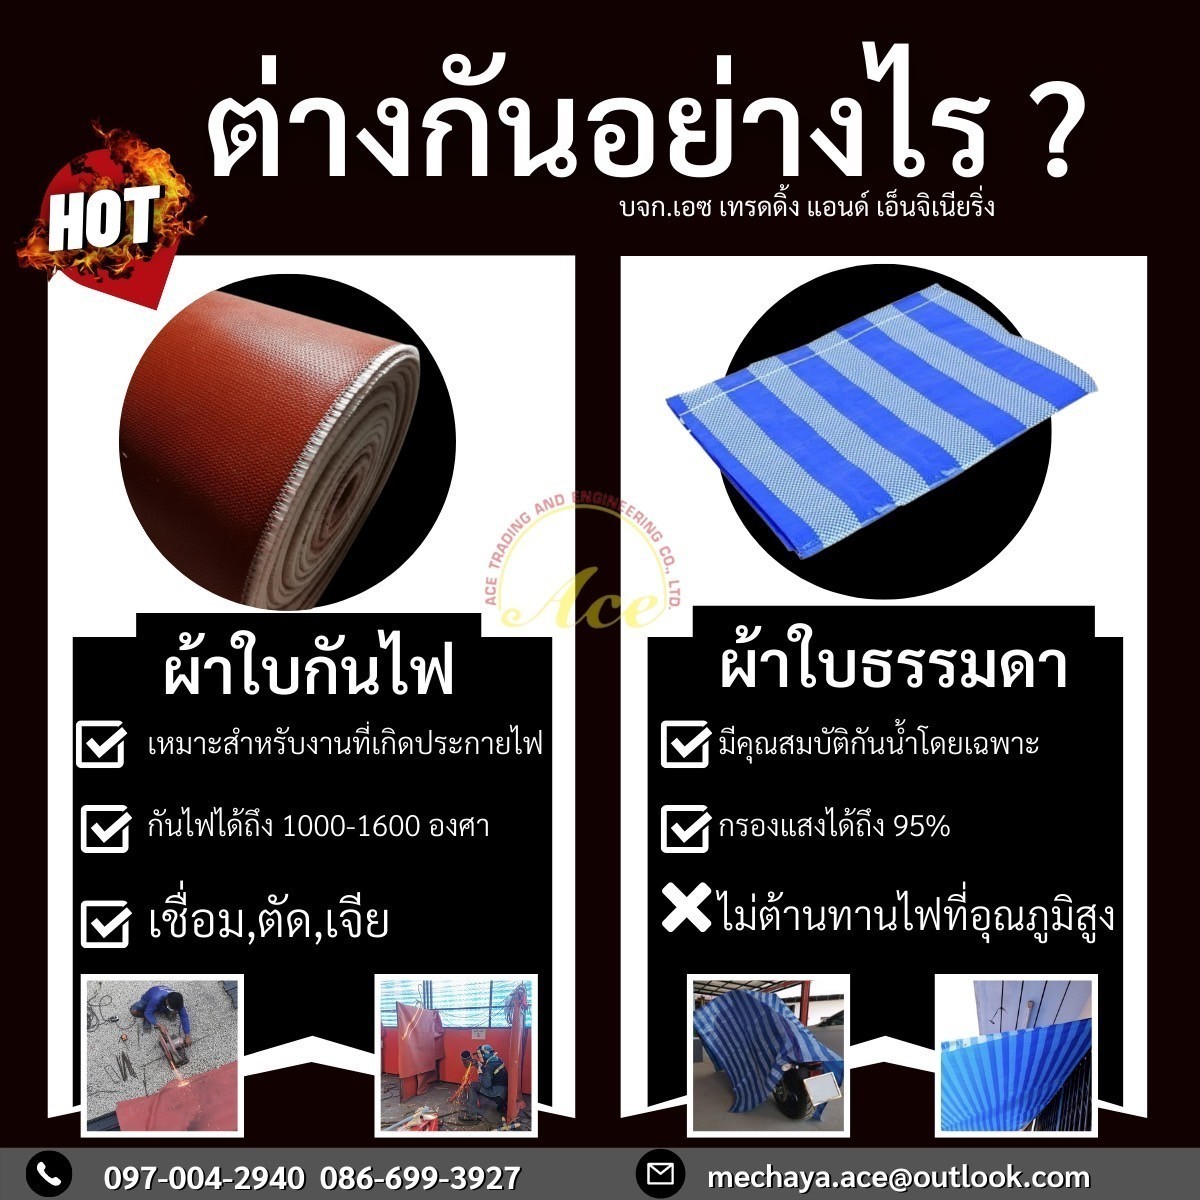 ต่างกันอย่างไร ?
บจก.เอซ เทรดดิ้ง แอนด์ เอ็นจิเนียริ่ง
HOT
ACE TRADING AND ENGINEERING CO., LTD.
Ace
ผ้าใบกันไฟ
เหมาะสำหรับงานที่เกิดประกายไฟ
กันไฟได้ถึง 1000-1600 องศา
เชื่อม,ตัด,เจีย
ผ้าใบธรรมดา
มีคุณสมบัติกันน้ำโดยเฉพาะ
กรองแสงได้ถึง 95%
ไม่ต้านทานไฟที่อุณภูมิสูง
097-004-2940 086-699-3927
mechaya.ace@outlook.com